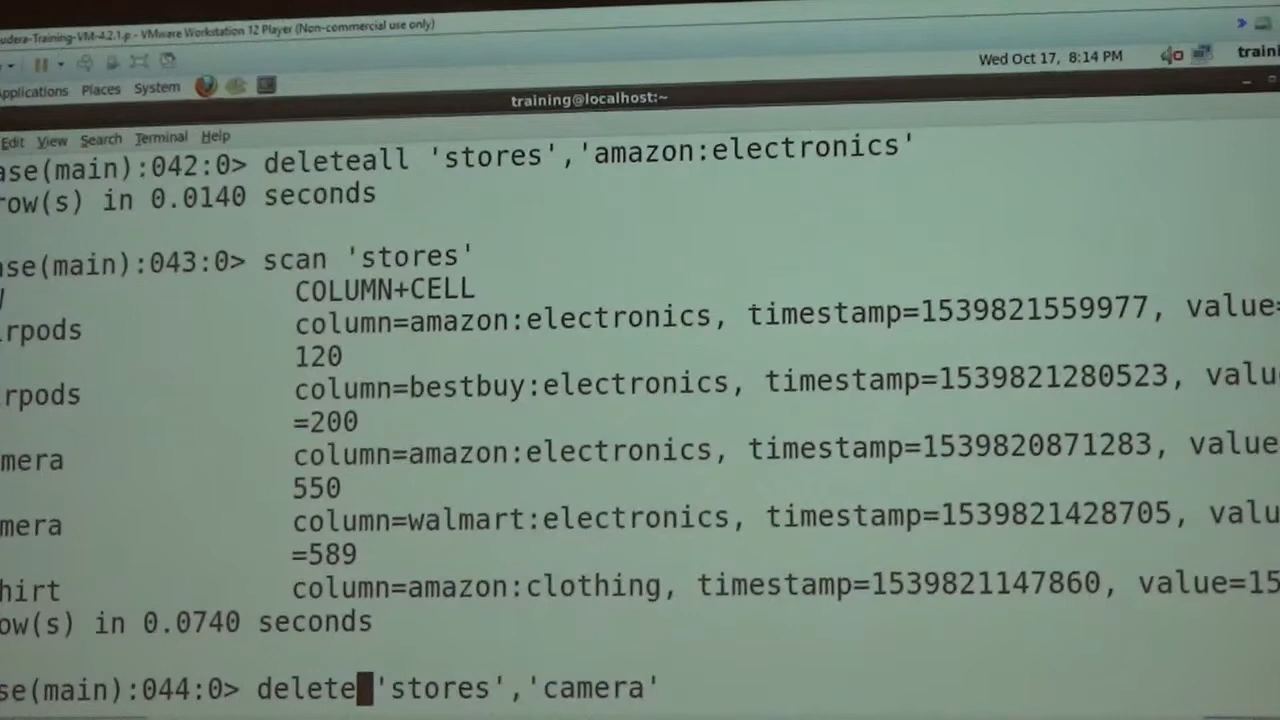 udera-Training-VM-4.2.1.p - VMware Workstation 12 Player (Non-commercial use only)
Wed Oct 17, 8:14 PM traini
pplications Places System
training@localhost:~
Edit View Search Terminal Help
ase(main):042:0> deleteall 'stores','amazon:electronics'
row(s) in 0.0140 seconds
ase(main):043:0> scan 'stores'
COLUMN+CELL
rpods column=amazon:electronics, timestamp=1539821559977, value=
120
rpods column=bestbuy:electronics, timestamp=1539821280523, valu
=200
mera column=amazon:electronics, timestamp=1539820871283, value
550
mera column=walmart:electronics, timestamp=1539821428705, valu
=589
hirt column=amazon:clothing, timestamp=1539821147860, value=15
ow(s) in 0.0740 seconds
se(main):044:0> delete 'stores','camera'